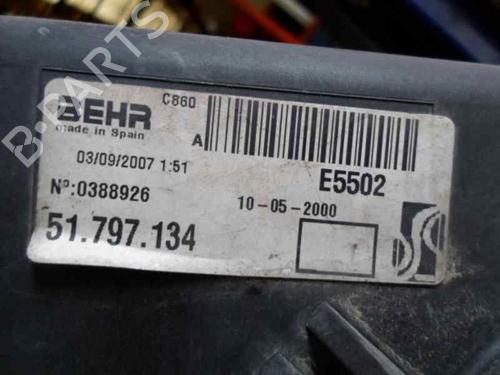 B-PARTS
BEHR
C860
made in Spain
A
03/09/2007 1:51
E5502
Nº:0388926
10-05-2000
51.797.134